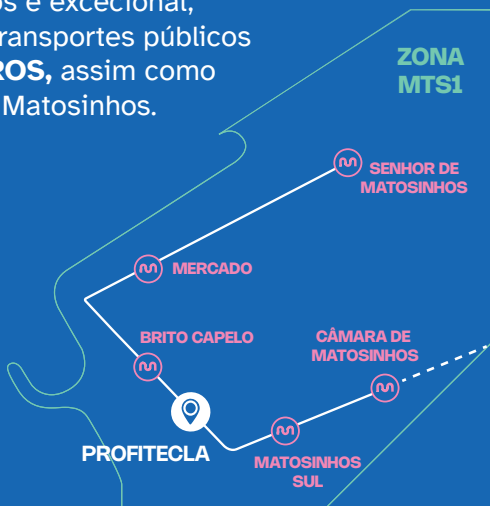 s e excecional,
ransportes públicos
ROS, assim como
Matosinhos.
ZONA
MTS1
SENHOR DE
MATOSINHOS
MERCADO
BRITO CAPELO
CÂMARA DE
MATOSINHOS
PROFITECLA
MATOSINHOS
SUL